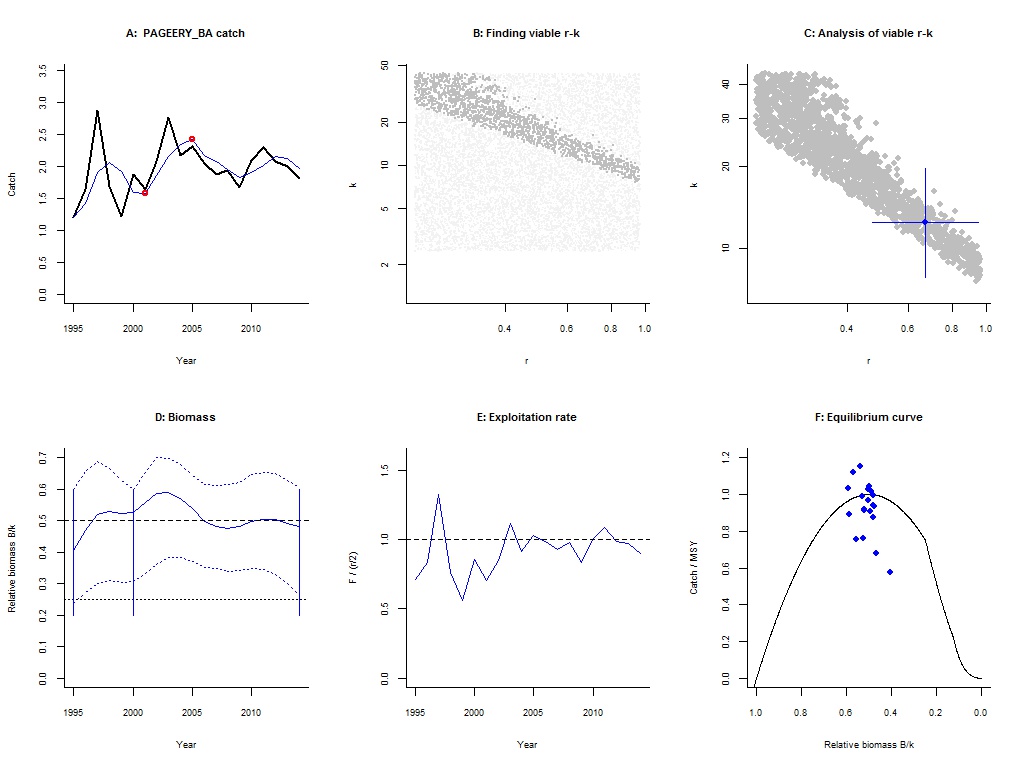 A:  PAGEERY_BA catch
Catch
3.5
3.0
2.5
2.0
1.5
1.0
0.5
0.0
1995 2000 2005 2010
Year
B: Finding viable r-k
k
50
20
10
5
2
0.4 0.6 0.8 1.0
r
C: Analysis of viable r-k
k
40
30
20
10
0.4 0.6 0.8 1.0
r
D: Biomass
Relative biomass B/k
0.7
0.6
0.5
0.4
0.3
0.2
0.1
0.0
1995 2000 2005 2010
Year
E: Exploitation rate
F / (r/2)
1.5
1.0
0.5
0.0
1995 2000 2005 2010
Year
F: Equilibrium curve
Catch / MSY
1.2
1.0
0.8
0.6
0.4
0.2
0.0
1.0 0.8 0.6 0.4 0.2 0.0
Relative biomass B/k